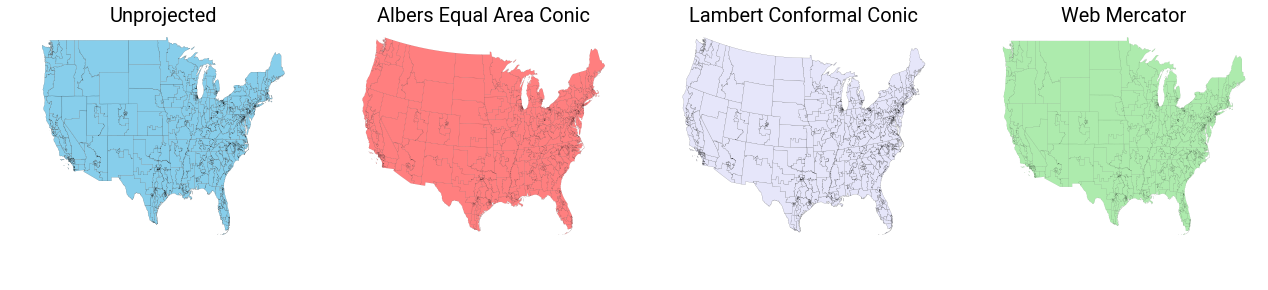 Unprojected
Albers Equal Area Conic
Lambert Conformal Conic
Web Mercator